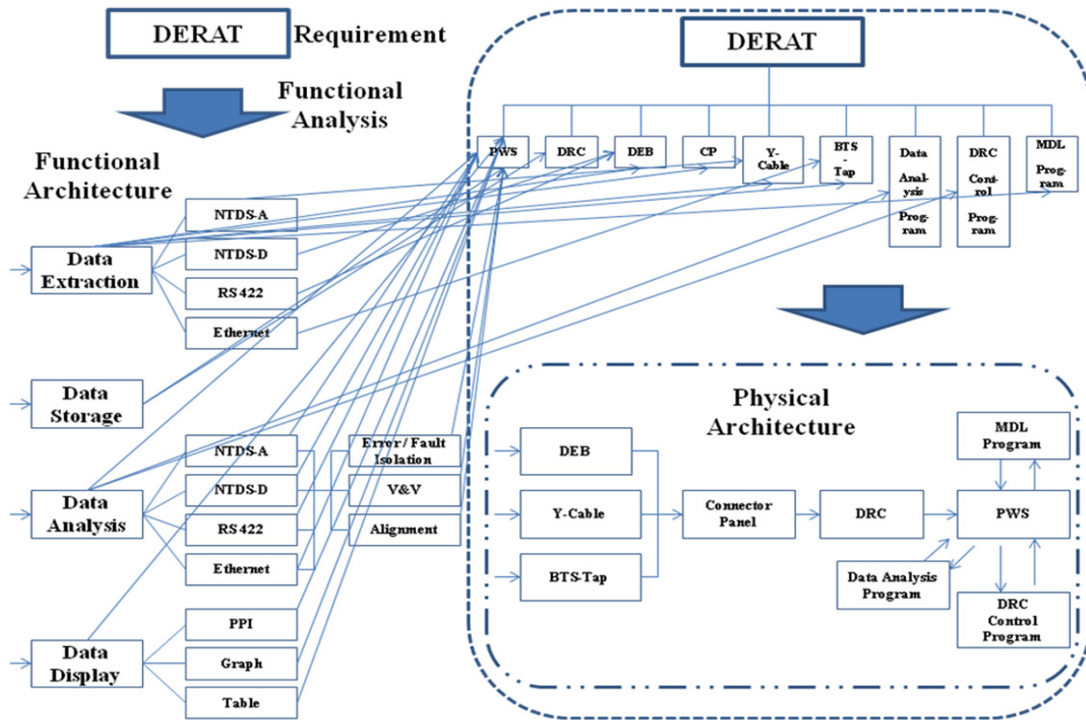 DERAT
Requirement
Functional
Analysis
Functional
Architecture
Data
Extraction
NTDS-A
NTDS-D
RS422
Ethernet
Data
Storage
Data
Analysis
NTDS-A
NTDS-D
RS422
Ethernet
Error / Fault
Isolation
V&V
Alignment
Data
Display
PPI
Graph
Table
DERAT
PWS
DRC
DEB
CP
Y-
Cable
BTS
-
Tap
Data
Anal-
ysis
Prog-
ram
DRC
Cont-
rol
Prog-
ram
MDL
Program
Physical
Architecture
DEB
Y-Cable
BTS-Tap
Connector
Panel
DRC
MDL
Program
PWS
Data Analysis
Program
DRC
Control
Program